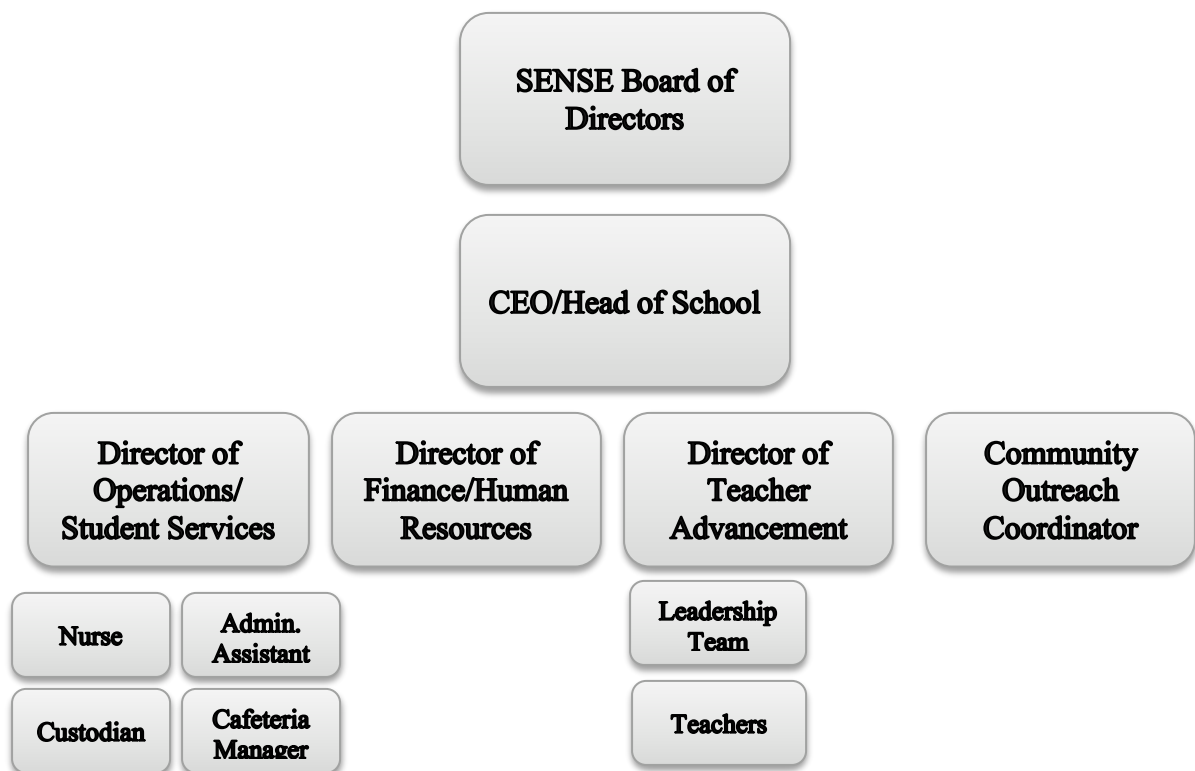 SENSE Board of
Directors
CEO/Head of School
Director of
Operations/
Student Services
Director of
Finance/Human
Resources
Director of
Teacher
Advancement
Community
Outreach
Coordinator
Nurse
Admin.
Assistant
Custodian
Cafeteria
Manager
Leadership
Team
Teachers